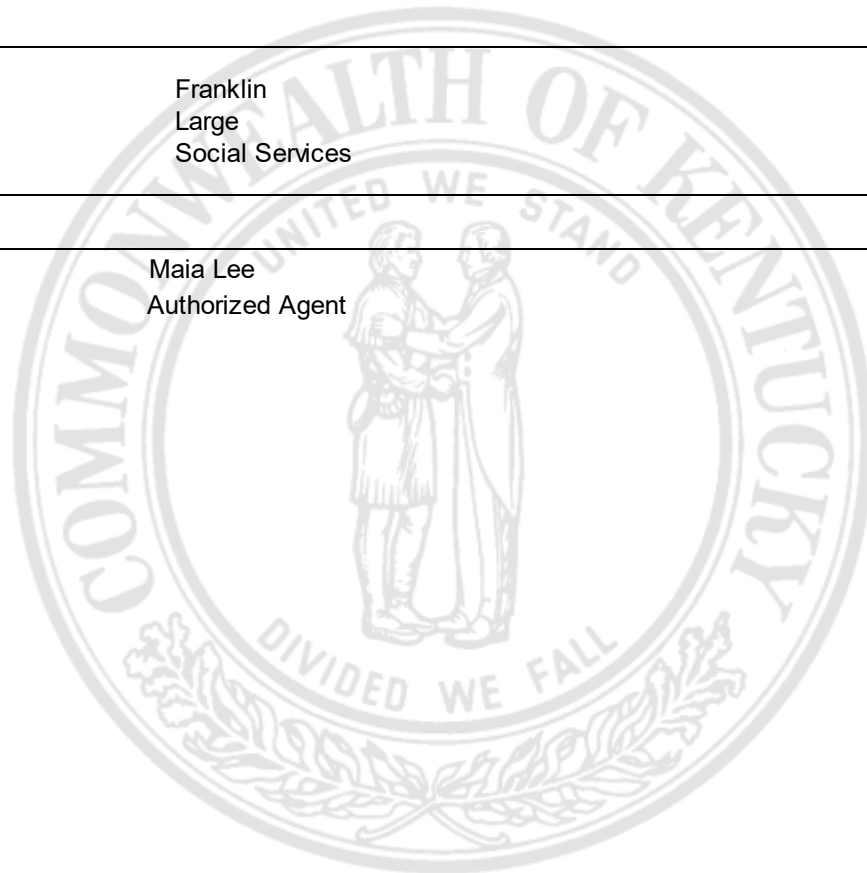 Franklin
Large
Social Services
Maia Lee
Authorized Agent
COMMONWEALTH OF KENTUCKY
UNITED WE STAND
DIVIDED WE FALL